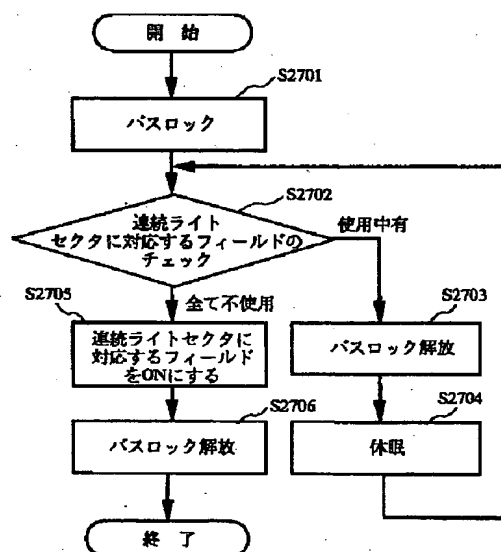 開始
S2701
バスロック
S2702
連続ライト
セクタに対応するフィールドの
チェック
使用中有
全て不使用
S2705
連続ライトセクタに
対応するフィールド
をONにする
S2703
バスロック解放
S2706
バスロック解放
S2704
休眠
終了